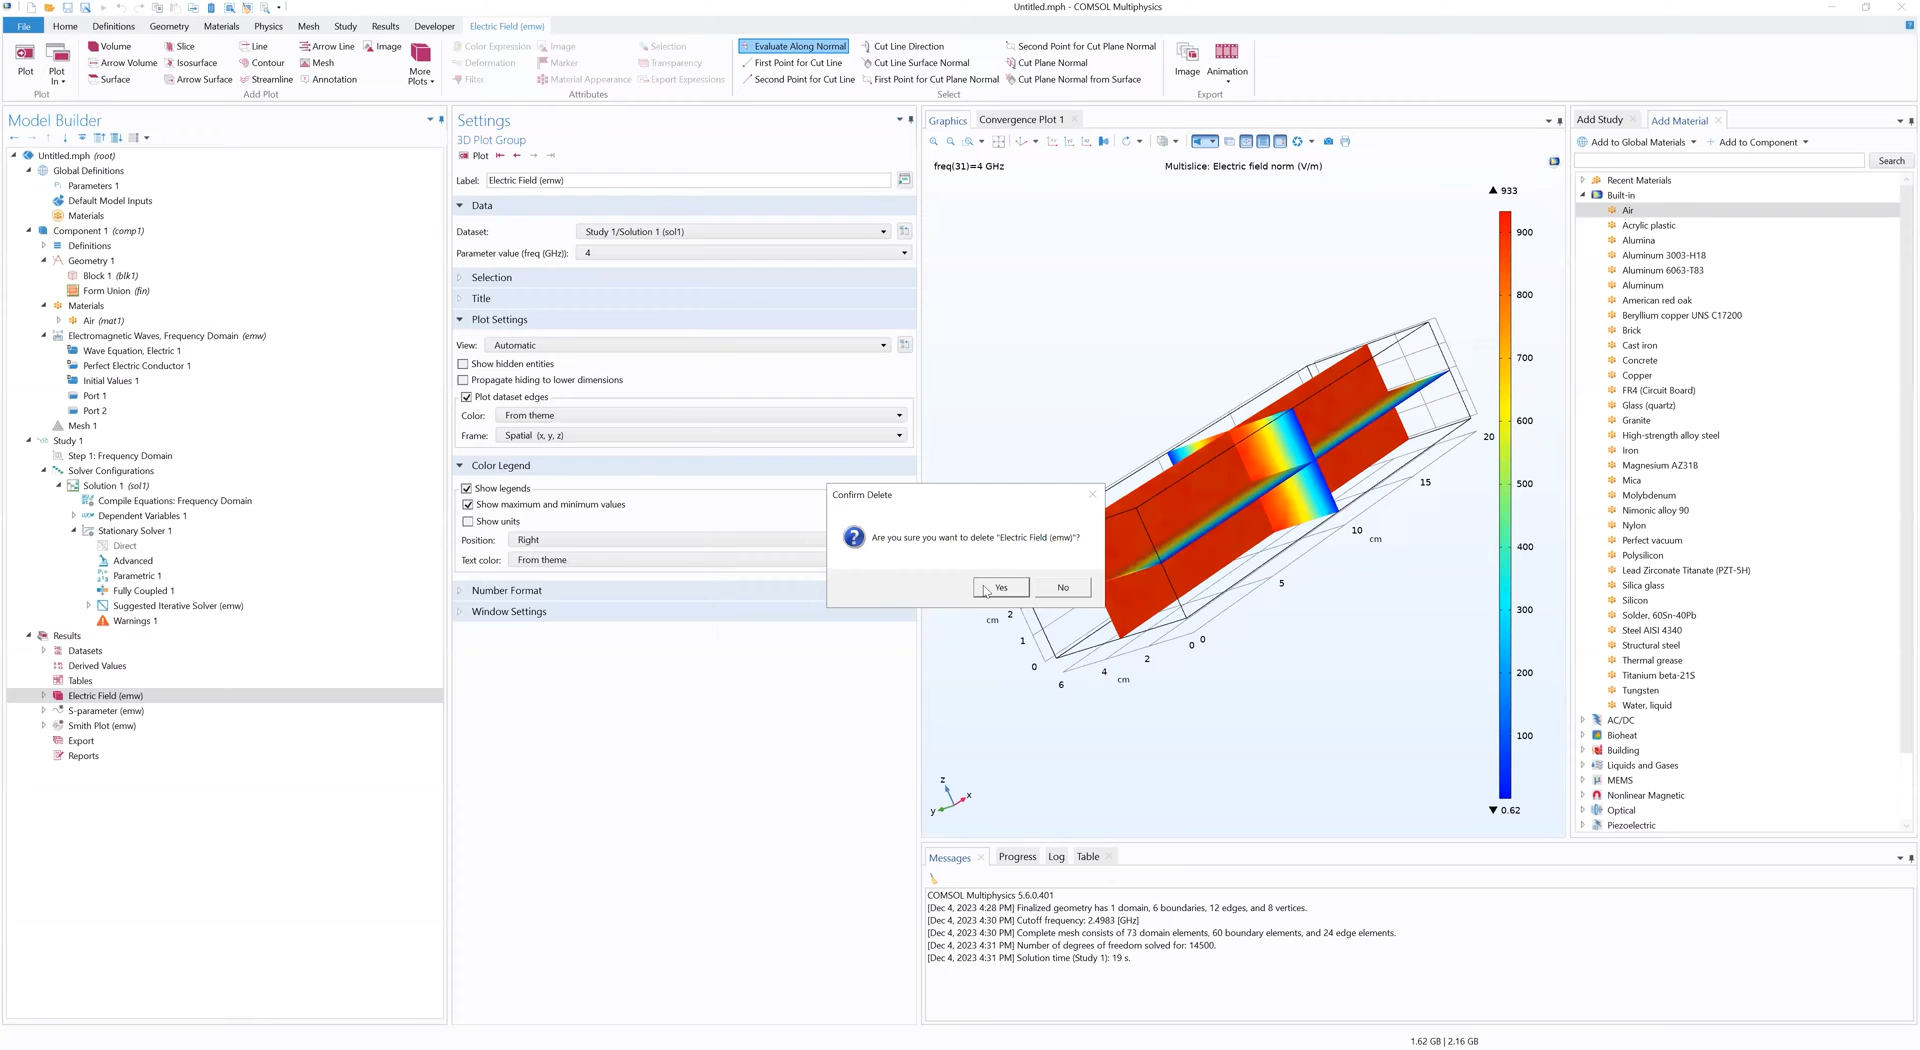 Untitled.mph - COMSOL Multiphysics
File Home Definitions Geometry Materials Physics Mesh Study Results Developer Electric Field (emw)
Plot
Plot In
Plot
Volume Slice Line Arrow Line Image
Arrow Volume Isosurface Contour Mesh
Surface Arrow Surface Streamline Annotation
More Plots
Add Plot
Color Expression Image Selection
Deformation Marker Transparency
Filter Material Appearance Export Expressions
Attributes
Evaluate Along Normal Cut Line Direction Second Point for Cut Plane Normal
First Point for Cut Line Cut Line Surface Normal Cut Plane Normal
Second Point for Cut Line First Point for Cut Plane Normal Cut Plane Normal from Surface
Select
Image Animation
Export
Model Builder
Untitled.mph (root)
Global Definitions
Parameters 1
Default Model Inputs
Materials
Component 1 (comp1)
Definitions
Geometry 1
Block 1 (blk1)
Form Union (fin)
Materials
Air (mat1)
Electromagnetic Waves, Frequency Domain (emw)
Wave Equation, Electric 1
Perfect Electric Conductor 1
Initial Values 1
Port 1
Port 2
Mesh 1
Study 1
Step 1: Frequency Domain
Solver Configurations
Solution 1 (sol1)
Compile Equations: Frequency Domain
Dependent Variables 1
Stationary Solver 1
Direct
Advanced
Parametric 1
Fully Coupled 1
Suggested Iterative Solver (emw)
Warnings 1
Results
Datasets
Derived Values
Tables
Electric Field (emw)
S-parameter (emw)
Smith Plot (emw)
Export
Reports
Settings
3D Plot Group
Plot
Label: Electric Field (emw)
Data
Dataset: Study 1/Solution 1 (sol1)
Parameter value (freq (GHz)): 4
Selection
Title
Plot Settings
View: Automatic
Show hidden entities
Propagate hiding to lower dimensions
Plot dataset edges
Color: From theme
Frame: Spatial (x, y, z)
Color Legend
Show legends
Show maximum and minimum values
Show units
Position: Right
Text color: From theme
Number Format
Window Settings
Confirm Delete
Are you sure you want to delete "Electric Field (emw)"?
Yes No
Graphics Convergence Plot 1
freq(31)=4 GHz Multislice: Electric field norm (V/m)
933
900
800
700
600
500
400
300
200
100
0.62
20
15
10
cm
5
0
cm 2
1
0
6
4
cm
2
0
z
x
y
Messages Progress Log Table
COMSOL Multiphysics 5.6.0.401
[Dec 4, 2023 4:28 PM] Finalized geometry has 1 domain, 6 boundaries, 12 edges, and 8 vertices.
[Dec 4, 2023 4:30 PM] Cutoff frequency: 2.4983 [GHz]
[Dec 4, 2023 4:30 PM] Complete mesh consists of 73 domain elements, 60 boundary elements, and 24 edge elements.
[Dec 4, 2023 4:31 PM] Number of degrees of freedom solved for: 14500.
[Dec 4, 2023 4:31 PM] Solution time (Study 1): 19 s.
Add Study Add Material
Add to Global Materials Add to Component
Search
Recent Materials
Built-in
Air
Acrylic plastic
Alumina
Aluminum 3003-H18
Aluminum 6063-T83
Aluminum
American red oak
Beryllium copper UNS C17200
Brick
Cast iron
Concrete
Copper
FR4 (Circuit Board)
Glass (quartz)
Granite
High-strength alloy steel
Iron
Magnesium AZ31B
Mica
Molybdenum
Nimonic alloy 90
Nylon
Perfect vacuum
Polysilicon
Lead Zirconate Titanate (PZT-5H)
Silica glass
Silicon
Solder, 60Sn-40Pb
Steel AISI 4340
Structural steel
Thermal grease
Titanium beta-21S
Tungsten
Water, liquid
AC/DC
Bioheat
Building
Liquids and Gases
MEMS
Nonlinear Magnetic
Optical
Piezoelectric
1.62 GB | 2.16 GB